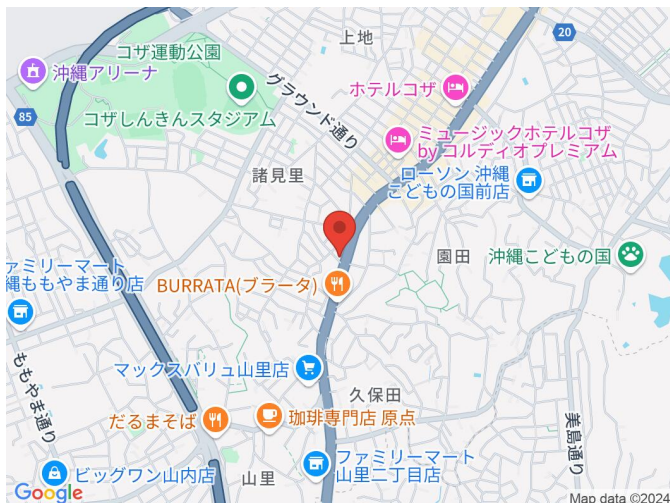 上地
20
コザ運動公園
沖縄アリーナ
ホテルコザ
グラウンド通り
85
コザしんきんスタジアム
ミュージックホテルコザ
by コルディオプレミアム
諸見里
ローソン 沖縄
こどもの国前店
園田
沖縄こどもの国
ファミリーマート
縄ももやま通り店
BURRATA(ブラータ)
マックスバリュ山里店
久保田
ももやま通り
だるまそば
珈琲専門店 原点
美島通り
ファミリーマート
山里二丁目店
ビッグワン山内店
山里
Google
Map data ©2024